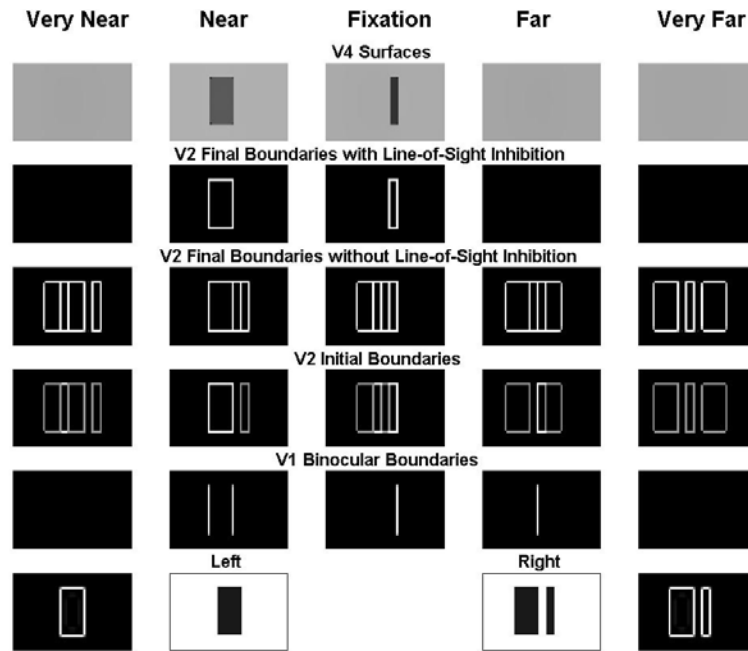 Very Near Near Fixation Far Very Far
V4 Surfaces
V2 Final Boundaries with Line-of-Sight Inhibition
V2 Final Boundaries without Line-of-Sight Inhibition
V2 Initial Boundaries
V1 Binocular Boundaries
Left Right